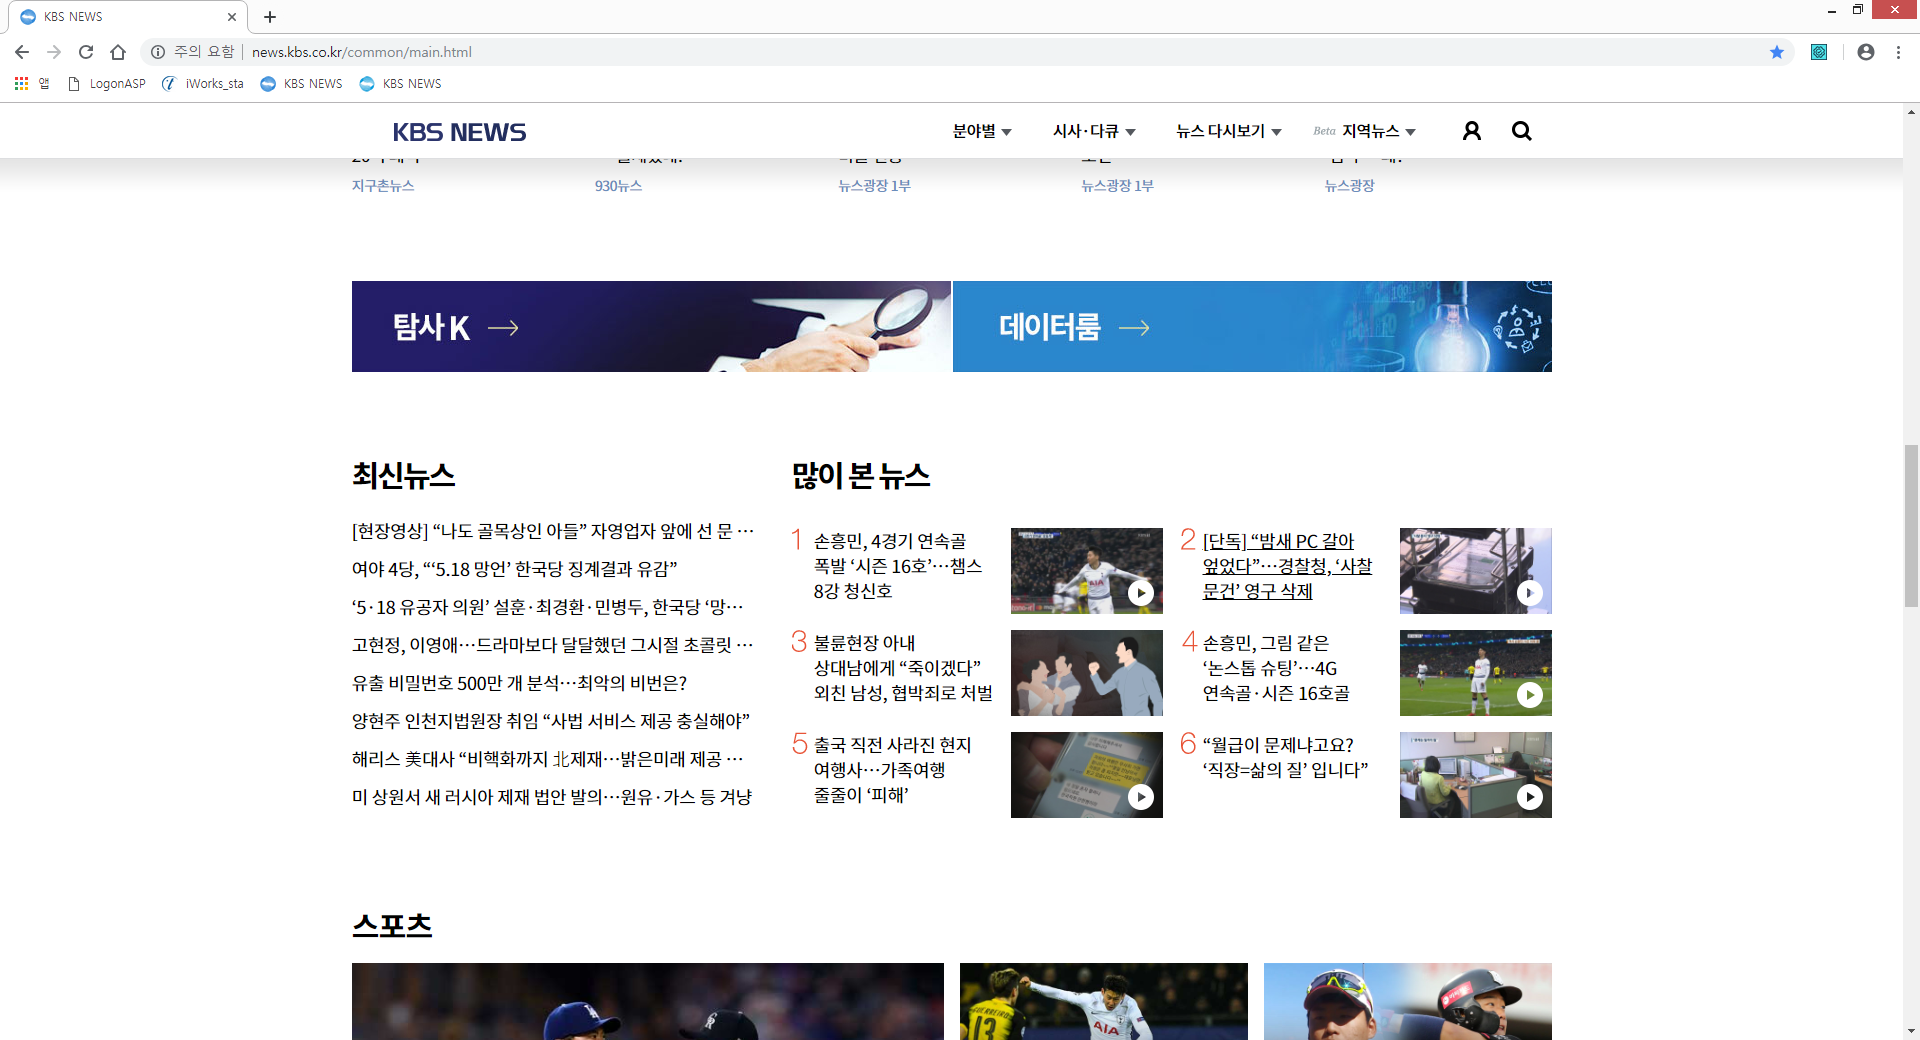 KBS NEWS
주의 요함 news.kbs.co.kr/common/main.html
앱 LogonASP iWorks_sta KBS NEWS KBS NEWS
KBS NEWS 분야별 시사·다큐 뉴스 다시보기 Beta 지역뉴스
지구촌뉴스 930뉴스 뉴스광장 1부 뉴스광장 1부 뉴스광장
탐사 K
데이터룸
최신뉴스
[현장영상] “나도 골목상인 아들” 자영업자 앞에 선 문 …
여야 4당, “‘5.18 망언’ 한국당 징계결과 유감”
‘5·18 유공자 의원’ 설훈·최경환·민병두, 한국당 ‘망…
고현정, 이영애…드라마보다 달달했던 그시절 초콜릿 …
유출 비밀번호 500만 개 분석…최악의 비번은?
양현주 인천지법원장 취임 “사법 서비스 제공 충실해야”
해리스 美대사 “비핵화까지 北제재…밝은미래 제공 …
미 상원서 새 러시아 제재 법안 발의…원유·가스 등 겨냥
많이 본 뉴스
1 손흥민, 4경기 연속골
폭발 ‘시즌 16호’…챔스
8강 청신호
2 [단독] “밤새 PC 갈아
엎었다”…경찰청, ‘사찰
문건’ 영구 삭제
3 불륜현장 아내
상대남에게 “죽이겠다”
외친 남성, 협박죄로 처벌
4 손흥민, 그림 같은
‘논스톱 슈팅’…4G
연속골·시즌 16호골
5 출국 직전 사라진 현지
여행사…가족여행
줄줄이 ‘피해’
6 “월급이 문제냐고요?
‘직장=삶의 질’ 입니다”
스포츠
LA
CR
GUERREIRO
13
AIA